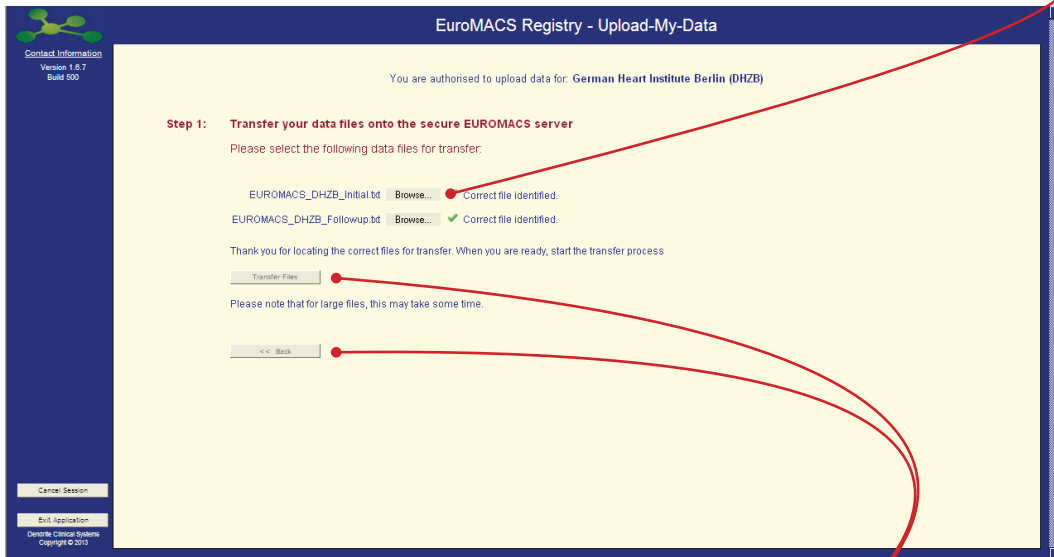 EuroMACS Registry - Upload-My-Data
Contact Information
Version 1.6.7
Build 500
You are authorised to upload data for: German Heart Institute Berlin (DHZB)
Step 1: Transfer your data files onto the secure EUROMACS server
Please select the following data files for transfer:
EUROMACS_DHZB_Initial.txt Browse... Correct file identified.
EUROMACS_DHZB_Followup.txt Browse... Correct file identified.
Thank you for locating the correct files for transfer. When you are ready, start the transfer process
Transfer Files
Please note that for large files, this may take some time.
<< Back
Cancel Session
Exit Application
Dendrite Clinical Systems
Copyright © 2013